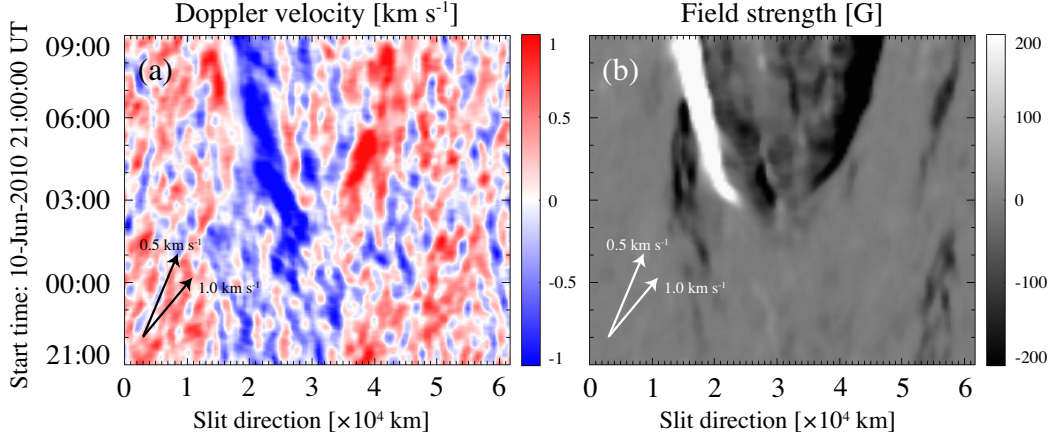 Doppler velocity [km s⁻¹]
Field strength [G]
Start time: 10-Jun-2010 21:00:00 UT
09:00
06:00
03:00
00:00
21:00
(a)
0.5 km s⁻¹
1.0 km s⁻¹
0 1 2 3 4 5 6
Slit direction [×10⁴ km]
1
0.5
0
-0.5
-1
(b)
0.5 km s⁻¹
1.0 km s⁻¹
0 1 2 3 4 5 6
Slit direction [×10⁴ km]
200
100
0
-100
-200